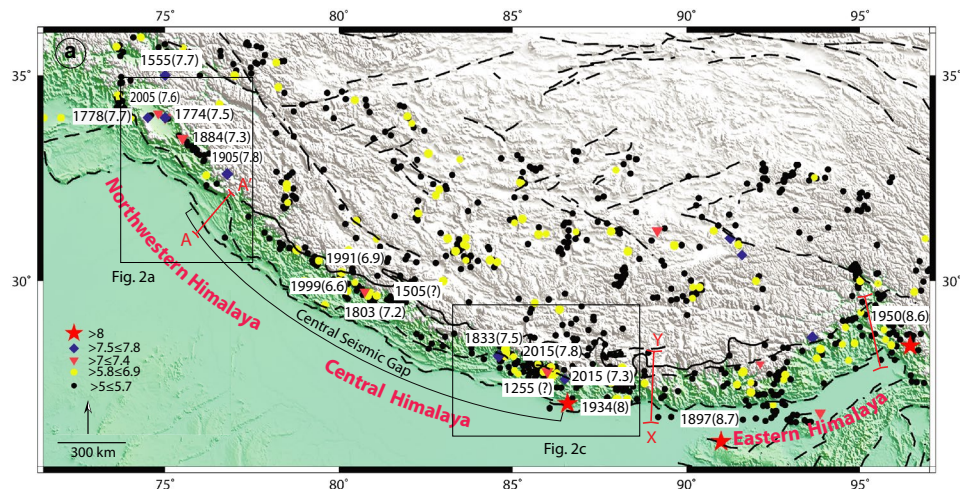 75° 80° 85° 90° 95°
a
35° 35°
1555(7.7)
2005 (7.6)
1778(7.7) 1774(7.5)
1884(7.3)
1905(7.8)
A'
A
Northwestern Himalaya
30° 30°
Fig. 2a
1991(6.9)
1999(6.6) 1505(?)
1803 (7.2)
Central Seismic Gap
Central Himalaya
1833(7.5)
2015(7.8)
2015 (7.3)
1255 (?)
1934(8)
Y
X
1950(8.6)
1897(8.7)
Eastern Himalaya
Fig. 2c
>8
>7.5≤7.8
>7≤7.4
>5.8≤6.9
>5≤5.7
300 km
75° 80° 85° 90° 95°